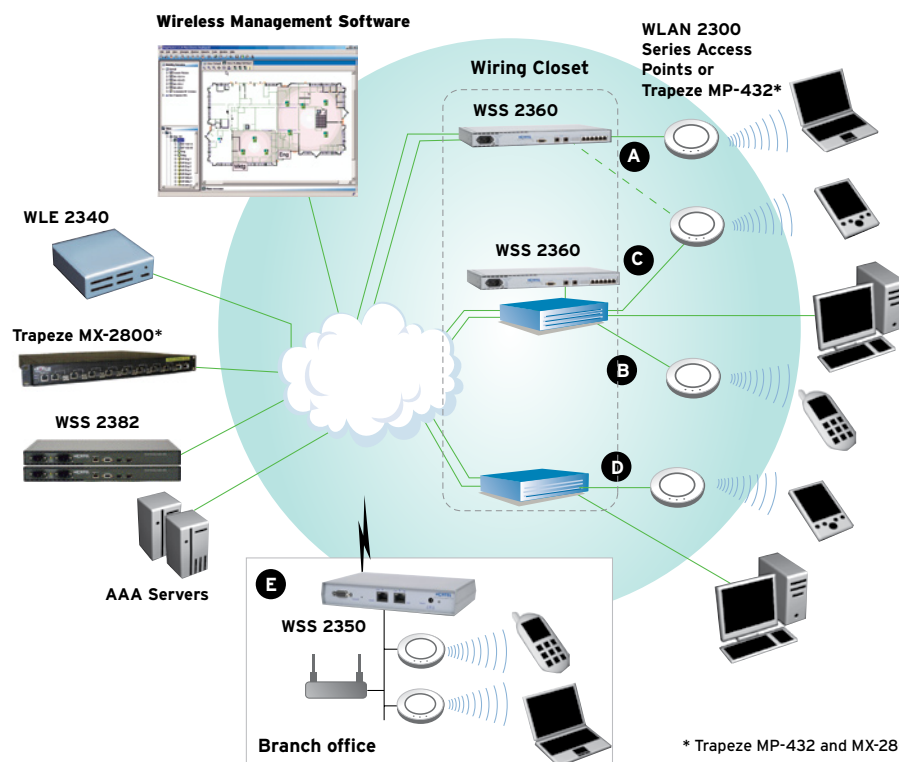 Wireless Management Software
WLAN 2300
Series Access
Points or
Trapeze MP-432*
Wiring Closet
WSS 2360
A
WLE 2340
WSS 2360
C
Trapeze MX-2800*
B
WSS 2382
D
AAA Servers
E
WSS 2350
Branch office
* Trapeze MP-432 and MX-28